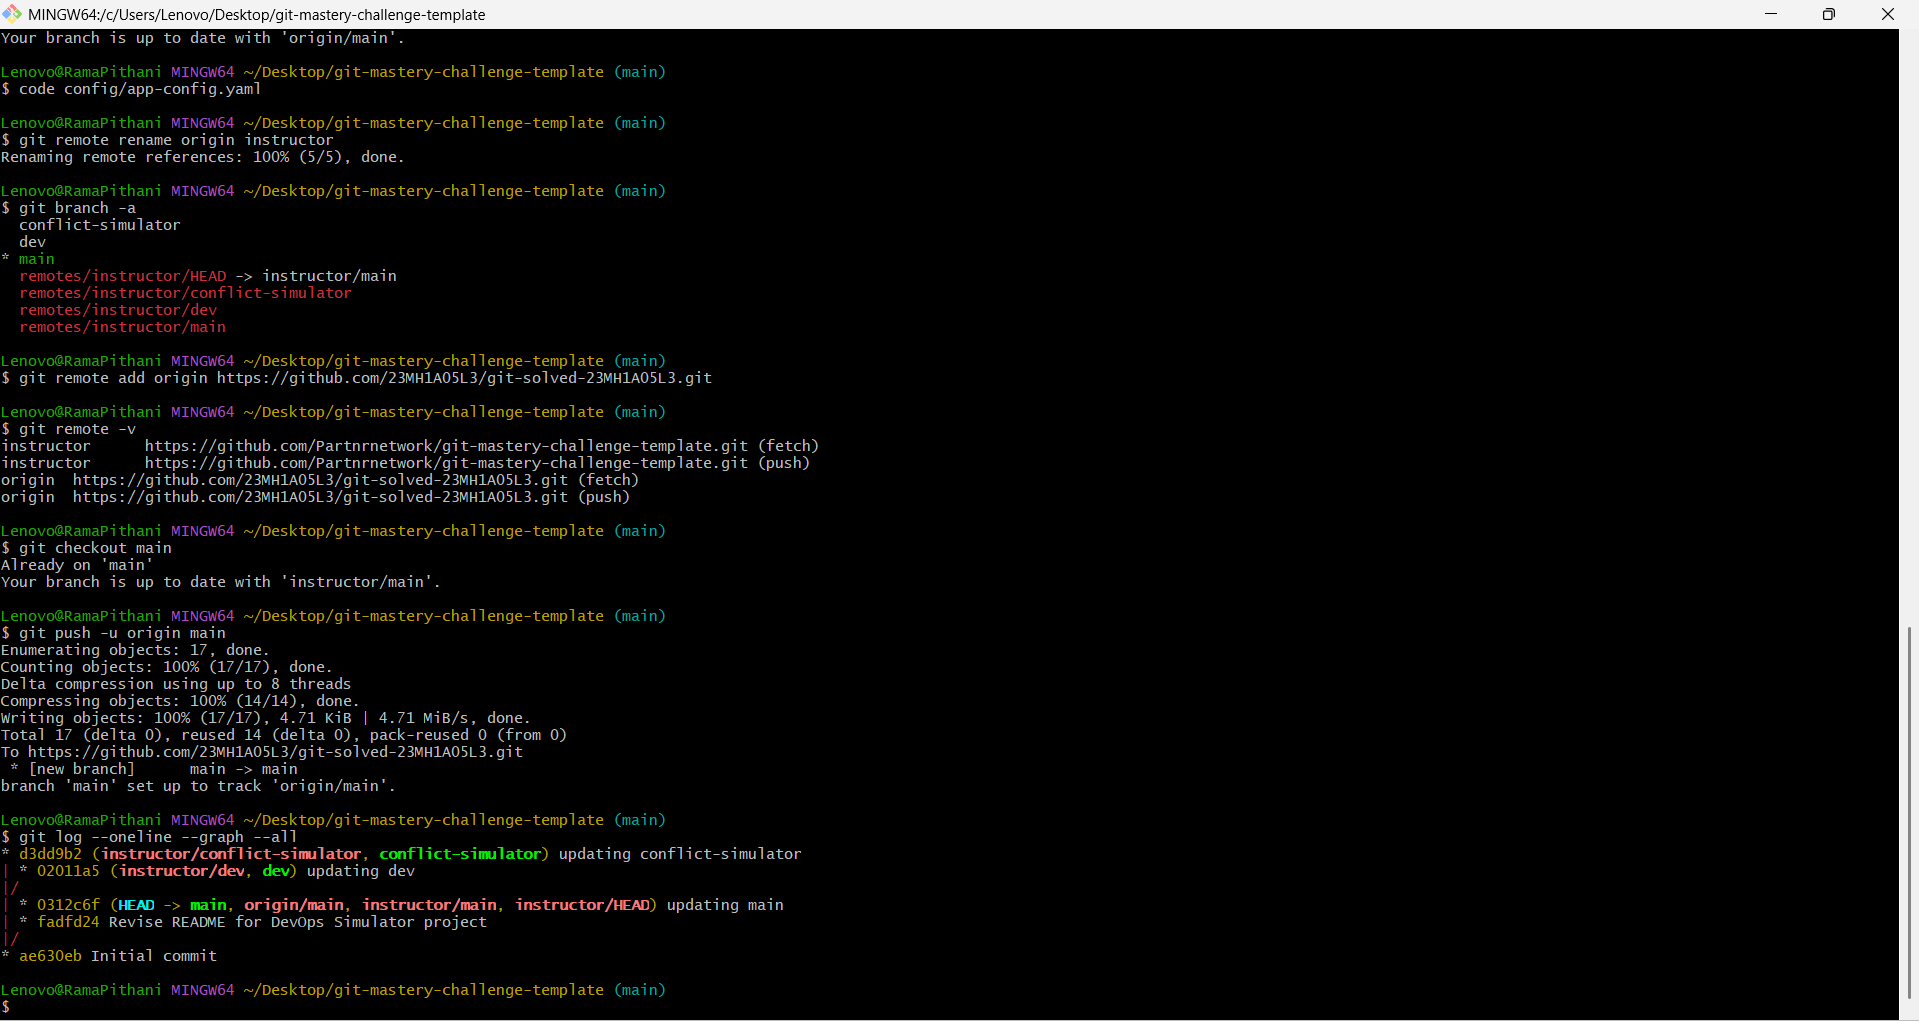 MINGW64:/c/Users/Lenovo/Desktop/git-mastery-challenge-template
Your branch is up to date with 'origin/main'.
Lenovo@RamaPithani MINGW64 ~/Desktop/git-mastery-challenge-template (main)
$ code config/app-config.yaml
Lenovo@RamaPithani MINGW64 ~/Desktop/git-mastery-challenge-template (main)
$ git remote rename origin instructor
Renaming remote references: 100% (5/5), done.
Lenovo@RamaPithani MINGW64 ~/Desktop/git-mastery-challenge-template (main)
$ git branch -a
  conflict-simulator
  dev
* main
  remotes/instructor/HEAD -> instructor/main
  remotes/instructor/conflict-simulator
  remotes/instructor/dev
  remotes/instructor/main
Lenovo@RamaPithani MINGW64 ~/Desktop/git-mastery-challenge-template (main)
$ git remote add origin https://github.com/23MH1A05L3/git-solved-23MH1A05L3.git
Lenovo@RamaPithani MINGW64 ~/Desktop/git-mastery-challenge-template (main)
$ git remote -v
instructor      https://github.com/Partnrnetwork/git-mastery-challenge-template.git (fetch)
instructor      https://github.com/Partnrnetwork/git-mastery-challenge-template.git (push)
origin  https://github.com/23MH1A05L3/git-solved-23MH1A05L3.git (fetch)
origin  https://github.com/23MH1A05L3/git-solved-23MH1A05L3.git (push)
Lenovo@RamaPithani MINGW64 ~/Desktop/git-mastery-challenge-template (main)
$ git checkout main
Already on 'main'
Your branch is up to date with 'instructor/main'.
Lenovo@RamaPithani MINGW64 ~/Desktop/git-mastery-challenge-template (main)
$ git push -u origin main
Enumerating objects: 17, done.
Counting objects: 100% (17/17), done.
Delta compression using up to 8 threads
Compressing objects: 100% (14/14), done.
Writing objects: 100% (17/17), 4.71 KiB | 4.71 MiB/s, done.
Total 17 (delta 0), reused 14 (delta 0), pack-reused 0 (from 0)
To https://github.com/23MH1A05L3/git-solved-23MH1A05L3.git
 * [new branch]      main -> main
branch 'main' set up to track 'origin/main'.
Lenovo@RamaPithani MINGW64 ~/Desktop/git-mastery-challenge-template (main)
$ git log --oneline --graph --all
* d3dd9b2 (instructor/conflict-simulator, conflict-simulator) updating conflict-simulator
| * 02011a5 (instructor/dev, dev) updating dev
|/
| * 0312c6f (HEAD -> main, origin/main, instructor/main, instructor/HEAD) updating main
| * fadfd24 Revise README for DevOps Simulator project
|/
* ae630eb Initial commit
Lenovo@RamaPithani MINGW64 ~/Desktop/git-mastery-challenge-template (main)
$